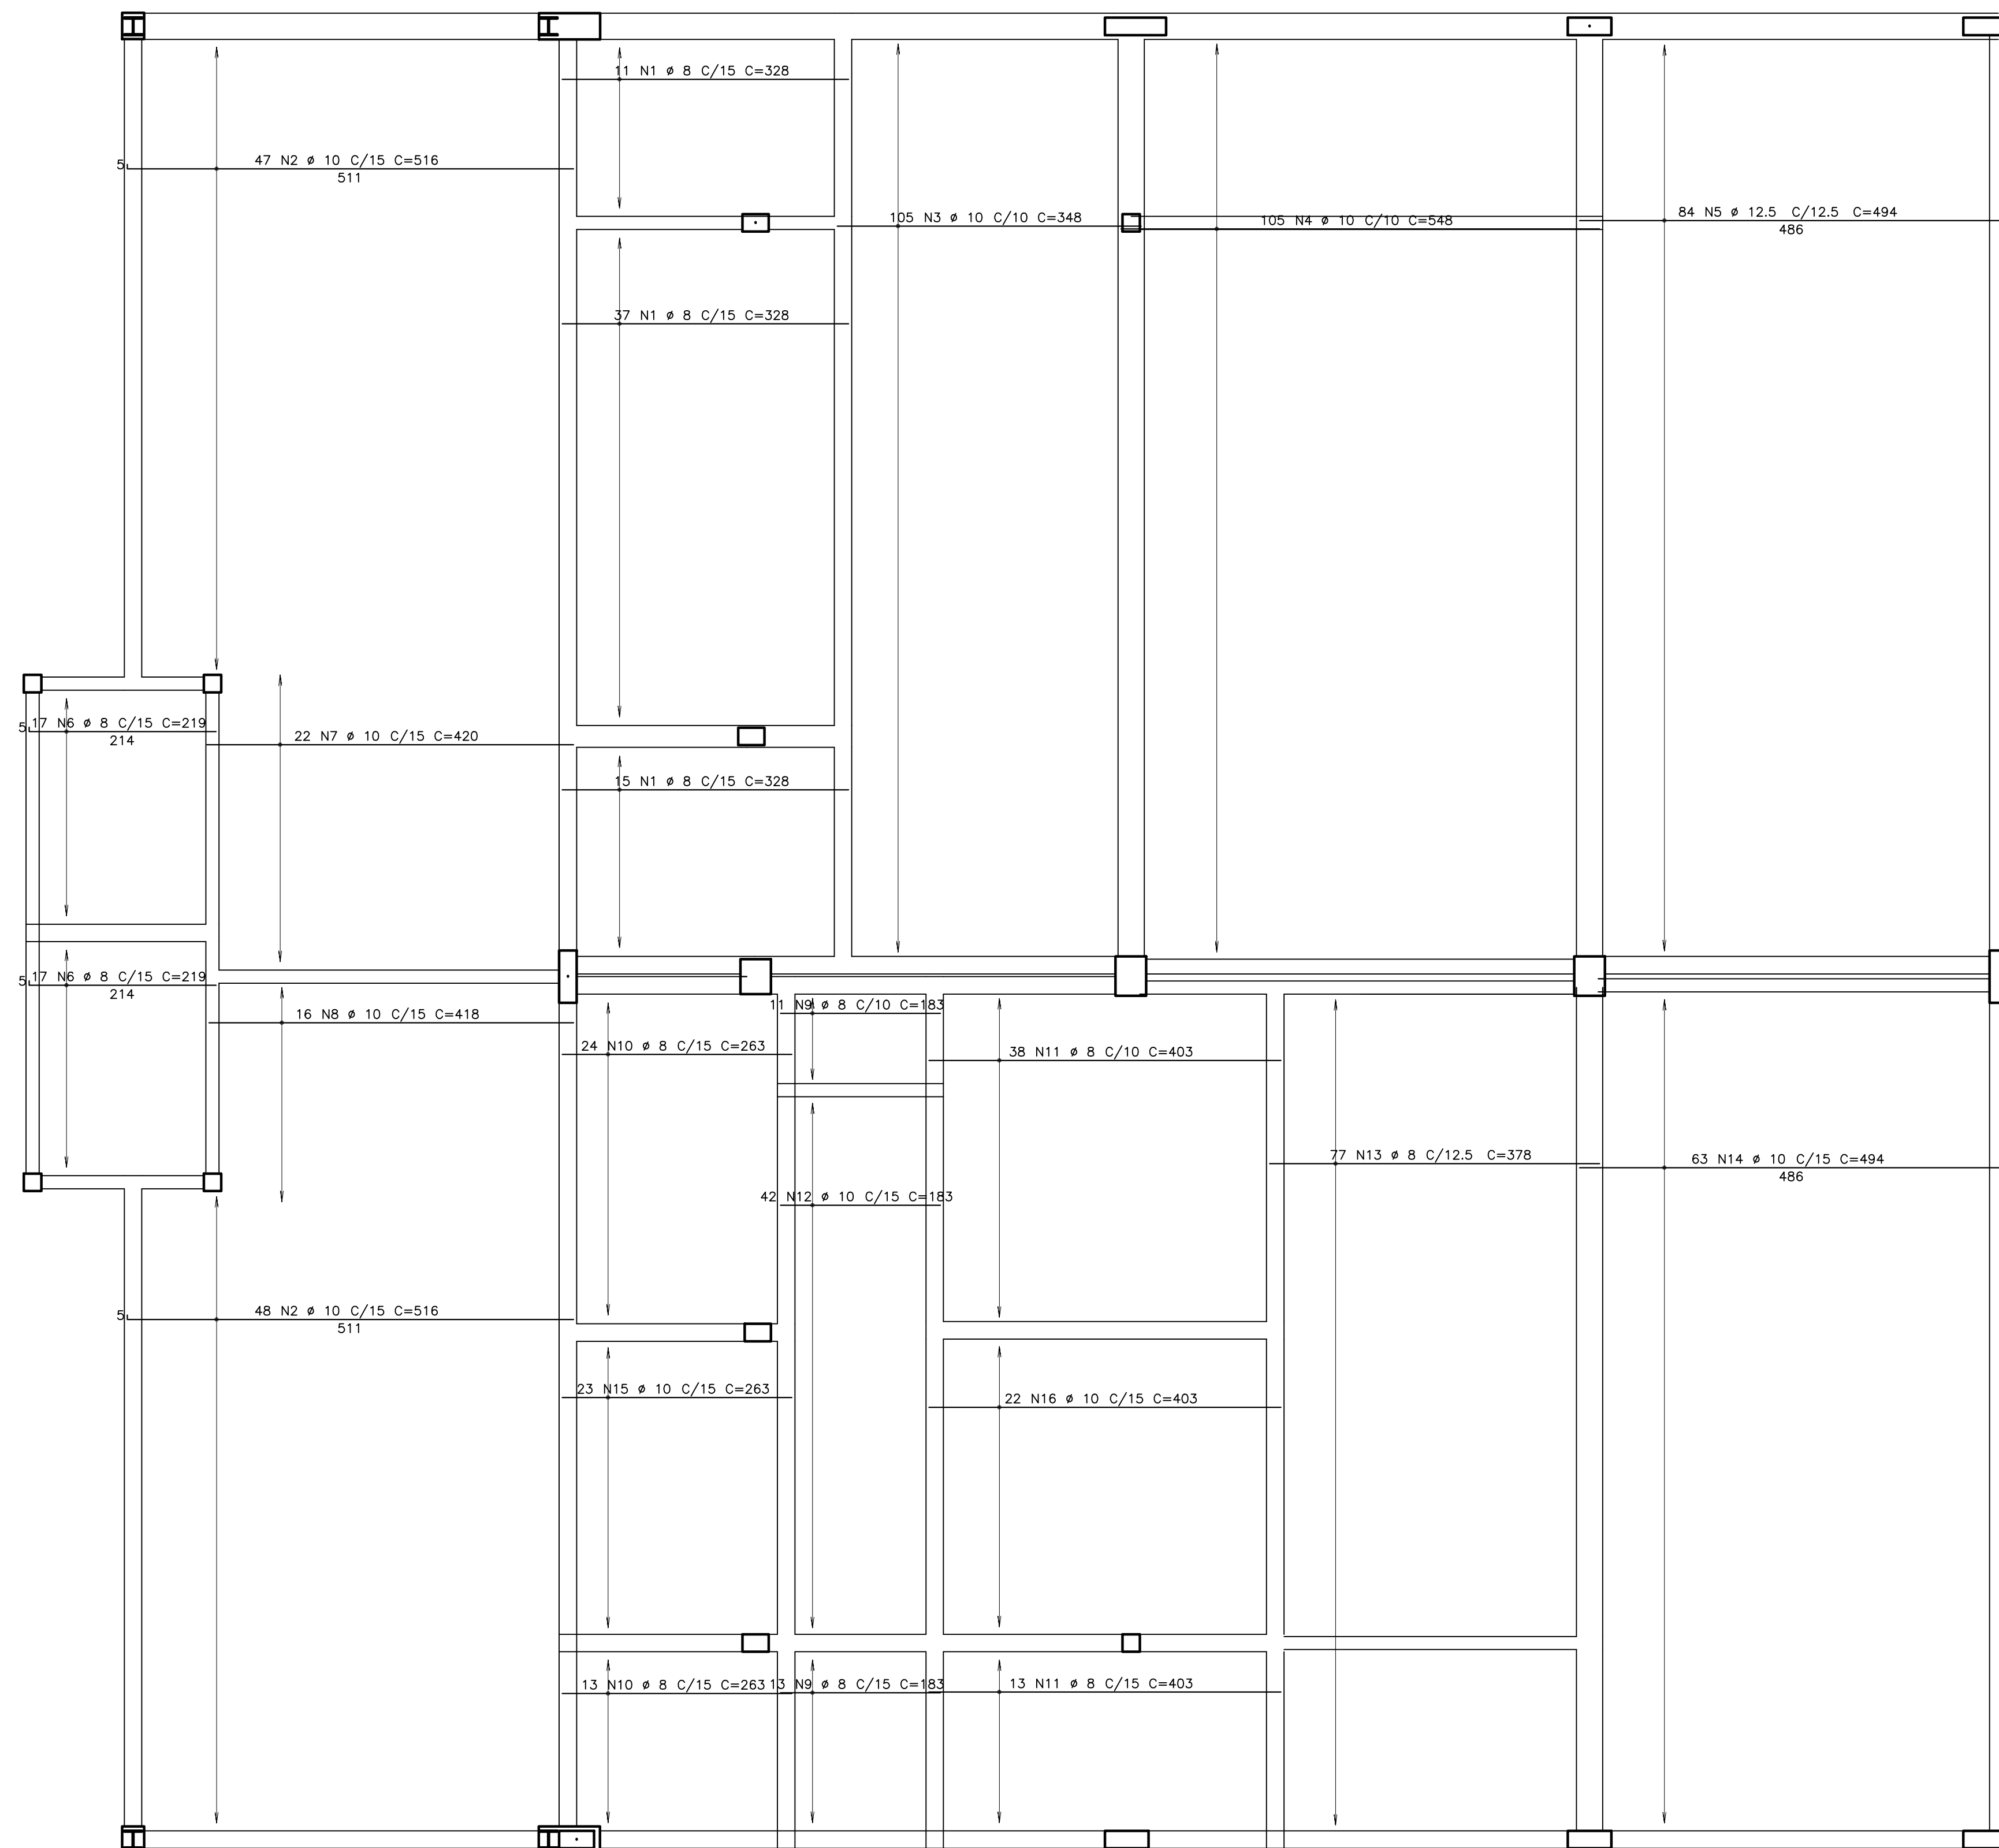 11 N1 ø 8 C/15 C=328
5
47 N2 ø 10 C/15 C=516
511
105 N3 ø 10 C/10 C=348
105 N4 ø 10 C/10 C=548
84 N5 ø 12.5 C/12.5 C=494
486
37 N1 ø 8 C/15 C=328
5
17 N6 ø 8 C/15 C=219
214
22 N7 ø 10 C/15 C=420
15 N1 ø 8 C/15 C=328
5
17 N6 ø 8 C/15 C=219
214
16 N8 ø 10 C/15 C=418
11 N9 ø 8 C/10 C=183
24 N10 ø 8 C/15 C=263
38 N11 ø 8 C/10 C=403
77 N13 ø 8 C/12.5 C=378
63 N14 ø 10 C/15 C=494
486
42 N12 ø 10 C/15 C=183
5
48 N2 ø 10 C/15 C=516
511
23 N15 ø 10 C/15 C=263
22 N16 ø 10 C/15 C=403
13 N10 ø 8 C/15 C=263
13 N9 ø 8 C/15 C=183
13 N11 ø 8 C/15 C=403